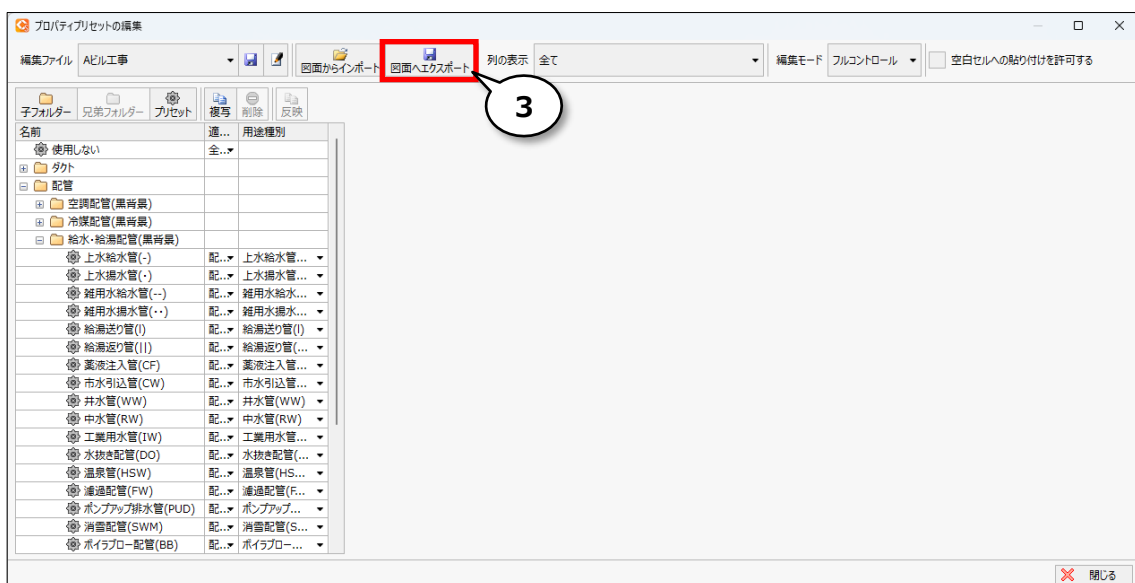 プロパティプリセットの編集
編集ファイル Aビル工事 図面からインポート 図面へエクスポート 列の表示 全て 編集モード フルコントロール 空白セルへの貼り付けを許可する
3
子フォルダー 兄弟フォルダー プリセット 複写 削除 反映
名前 適... 用途種別
使用しない 全...
ダクト
配管
空調配管(黒背景)
冷媒配管(黒背景)
給水・給湯配管(黒背景)
上水給水管(-) 配... 上水給水管...
上水揚水管(・) 配... 上水揚水管...
雑用水給水管(--) 配... 雑用水給水...
雑用水揚水管(・・) 配... 雑用水揚水...
給湯送り管(l) 配... 給湯送り管(l)
給湯返り管(||) 配... 給湯返り管(...
薬液注入管(CF) 配... 薬液注入管...
市水引込管(CW) 配... 市水引込管...
井水管(WW) 配... 井水管(WW)
中水管(RW) 配... 中水管(RW)
工業用水管(IW) 配... 工業用水管...
水抜き配管(DO) 配... 水抜き配管(...
温泉管(HSW) 配... 温泉管(HS...
濾過配管(FW) 配... 濾過配管(F...
ポンプアップ排水管(PUD) 配... ポンプアップ...
消雪配管(SWM) 配... 消雪配管(S...
ボイラブロー配管(BB) 配... ボイラブロー...
閉じる